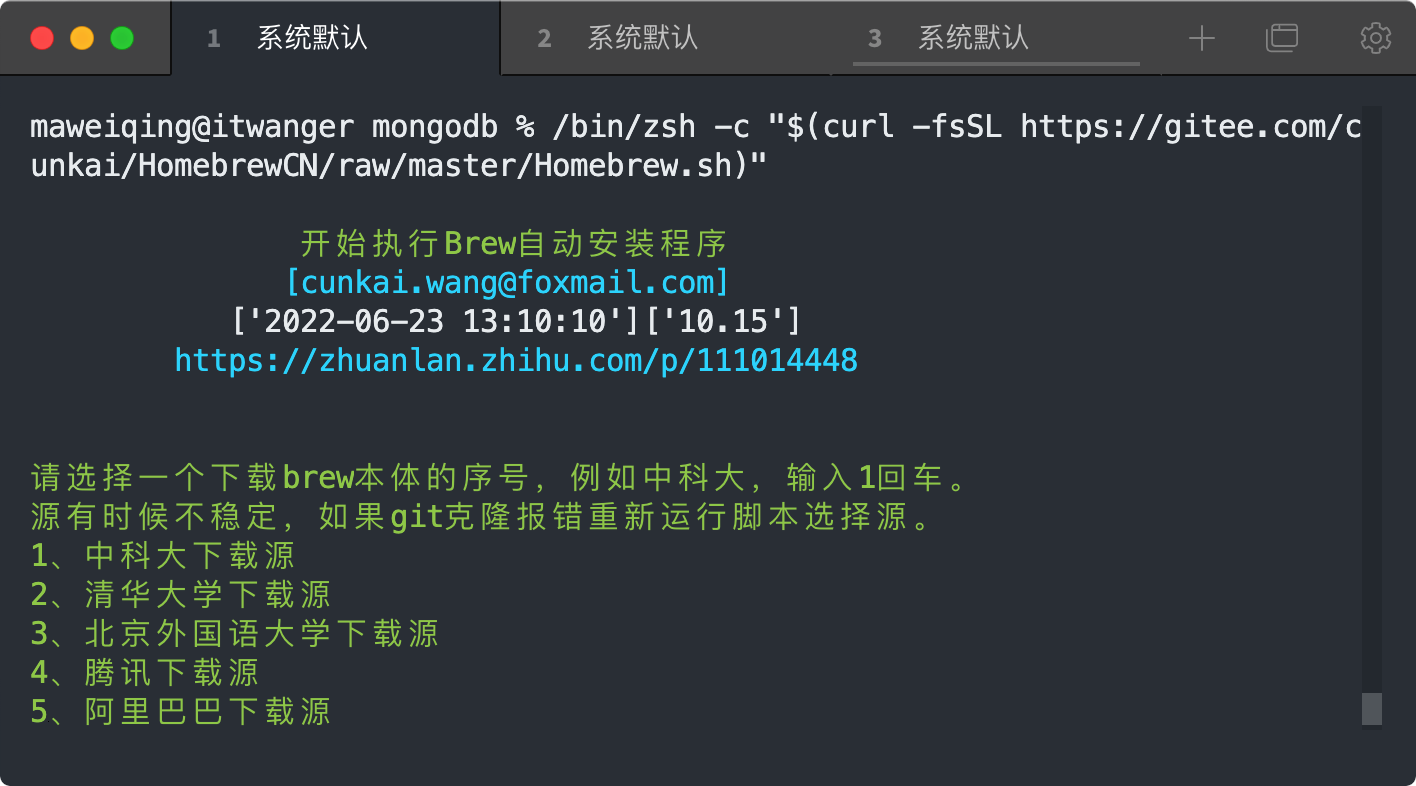 1 系统默认 2 系统默认 3 系统默认
maweiqing@itwanger mongodb % /bin/zsh -c "$(curl -fsSL https://gitee.com/c
unkai/HomebrewCN/raw/master/Homebrew.sh)"
开始执行Brew自动安装程序
[cunkai.wang@foxmail.com]
['2022-06-23 13:10:10']['10.15']
https://zhuanlan.zhihu.com/p/111014448
请选择一个下载brew本体的序号，例如中科大，输入1回车。
源有时候不稳定，如果git克隆报错重新运行脚本选择源。
1、中科大下载源
2、清华大学下载源
3、北京外国语大学下载源
4、腾讯下载源
5、阿里巴巴下载源